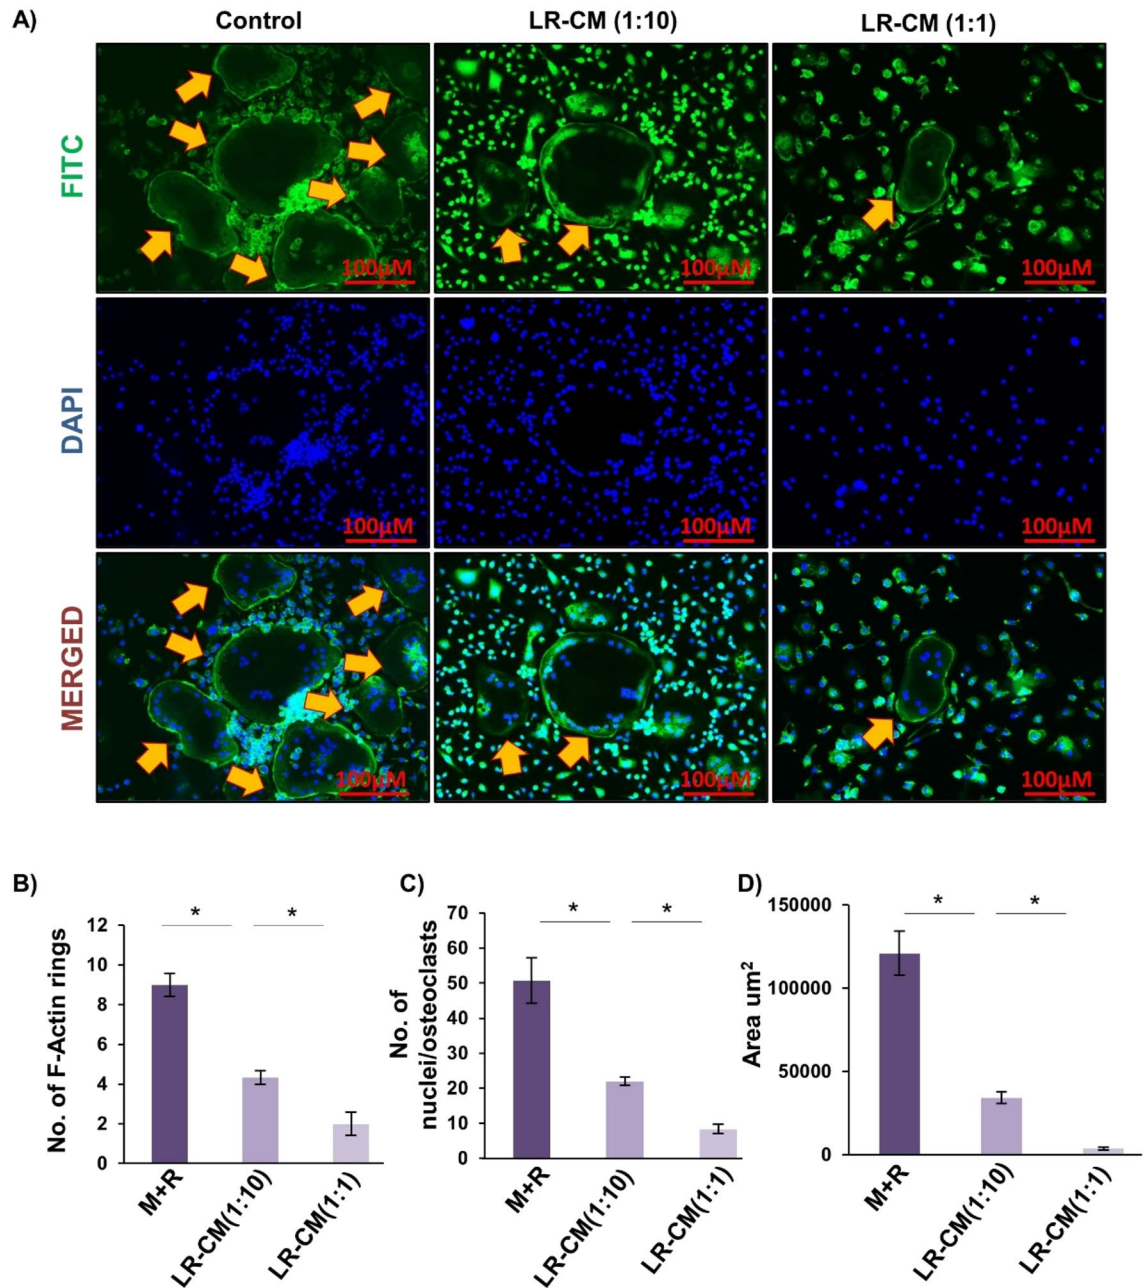 A)
Control
LR-CM (1:10)
LR-CM (1:1)
FITC
100µM
100µM
100µM
DAPI
100µM
100µM
100µM
MERGED
100µM
100µM
100µM
B)
No. of F-Actin rings
12
10
8
6
4
2
0
*
*
M+R
LR-CM(1:10)
LR-CM(1:1)
C)
No. of
nuclei/osteoclasts
70
60
50
40
30
20
10
0
*
*
M+R
LR-CM(1:10)
LR-CM(1:1)
D)
Area um²
150000
100000
50000
0
*
*
M+R
LR-CM(1:10)
LR-CM(1:1)